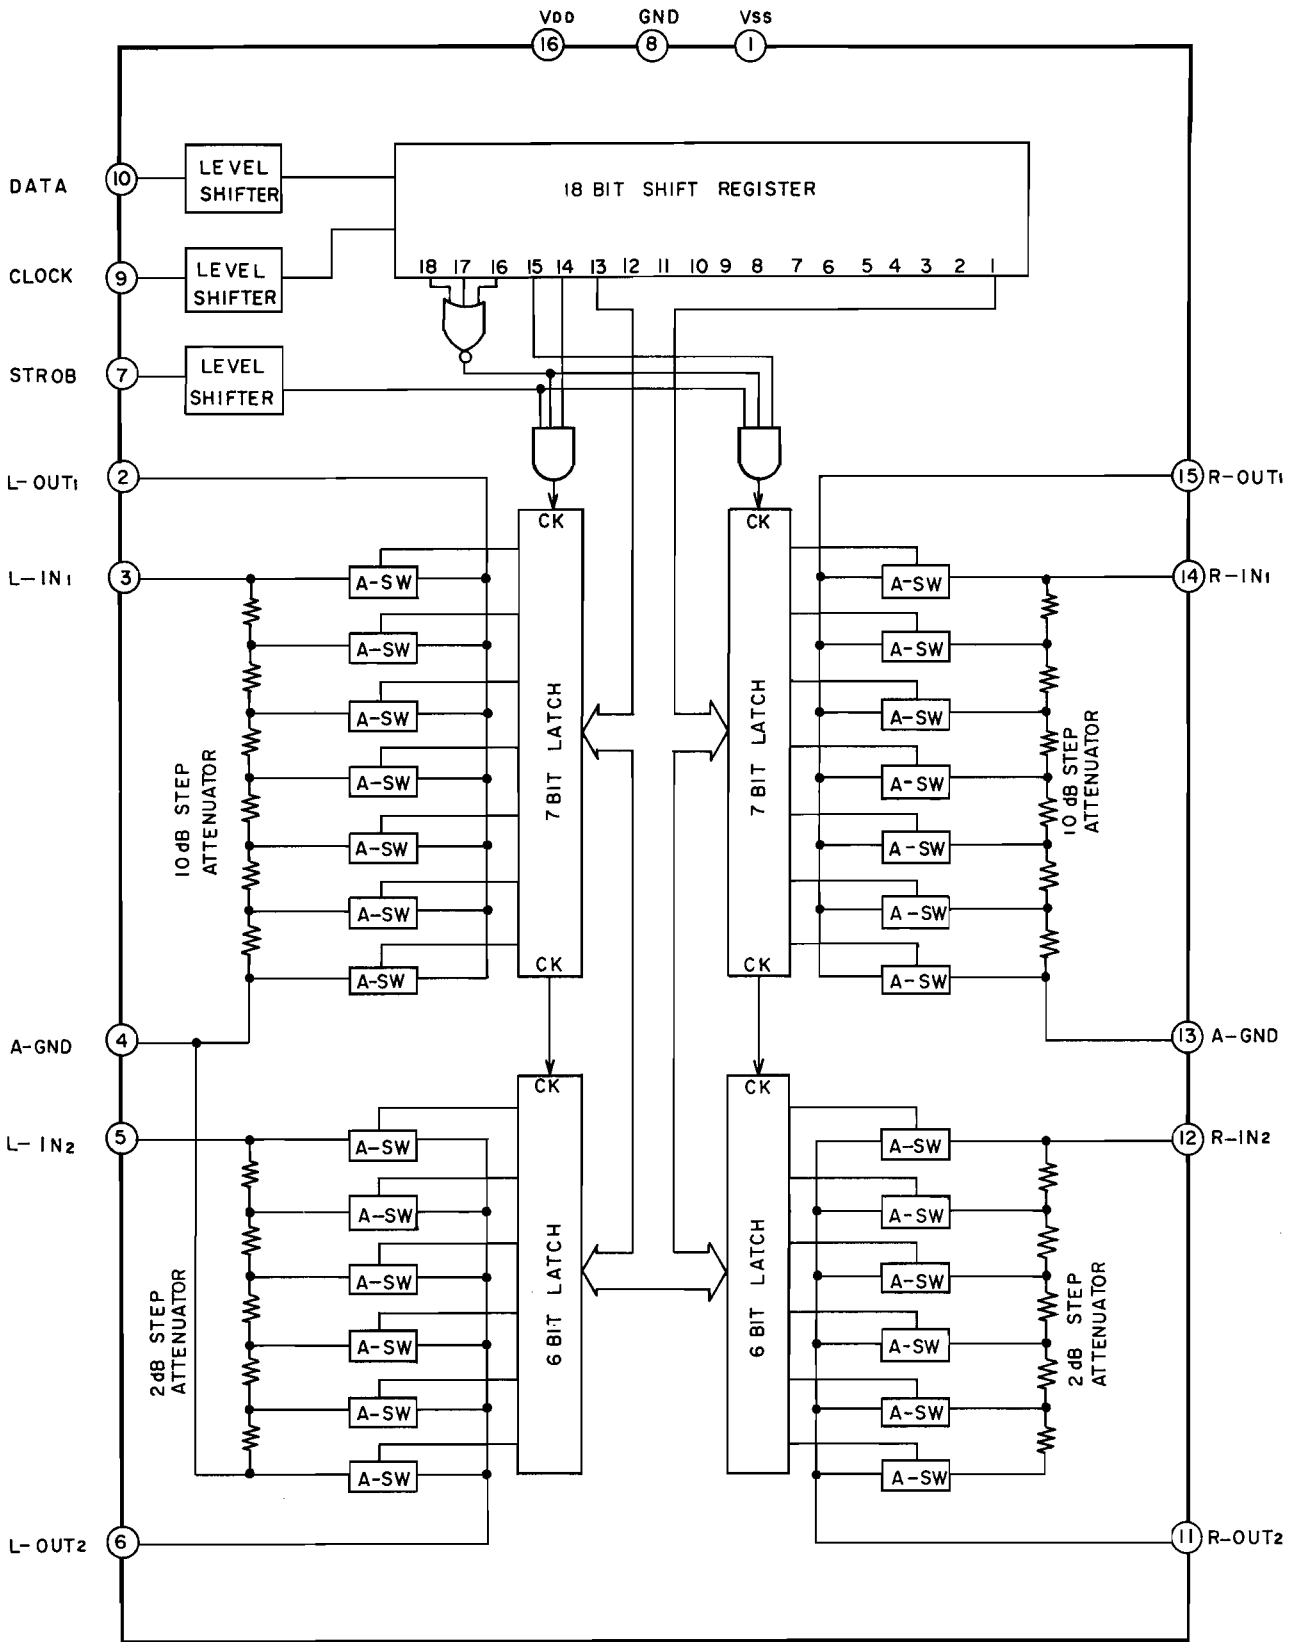 VDD GND VSS
16 8 1
DATA 10 LEVEL SHIFTER
18 BIT SHIFT REGISTER
CLOCK 9 LEVEL SHIFTER
18 17 16 15 14 13 12 11 10 9 8 7 6 5 4 3 2 1
STROB 7 LEVEL SHIFTER
L-OUT1 2
15 R-OUT1
CK
CK
L-IN1 3
A-SW
A-SW
14 R-IN1
A-SW
A-SW
A-SW
A-SW
A-SW
A-SW
A-SW
A-SW
A-SW
A-SW
A-SW
A-SW
10dB STEP
ATTENUATOR
7 BIT LATCH
7 BIT LATCH
10 dB STEP
ATTENUATOR
CK
CK
A-GND 4
13 A-GND
CK
CK
L-IN2 5
A-SW
A-SW
12 R-IN2
A-SW
A-SW
A-SW
A-SW
A-SW
A-SW
A-SW
A-SW
A-SW
A-SW
2dB STEP
ATTENUATOR
6 BIT LATCH
6 BIT LATCH
2dB STEP
ATTENUATOR
L-OUT2 6
11 R-OUT2